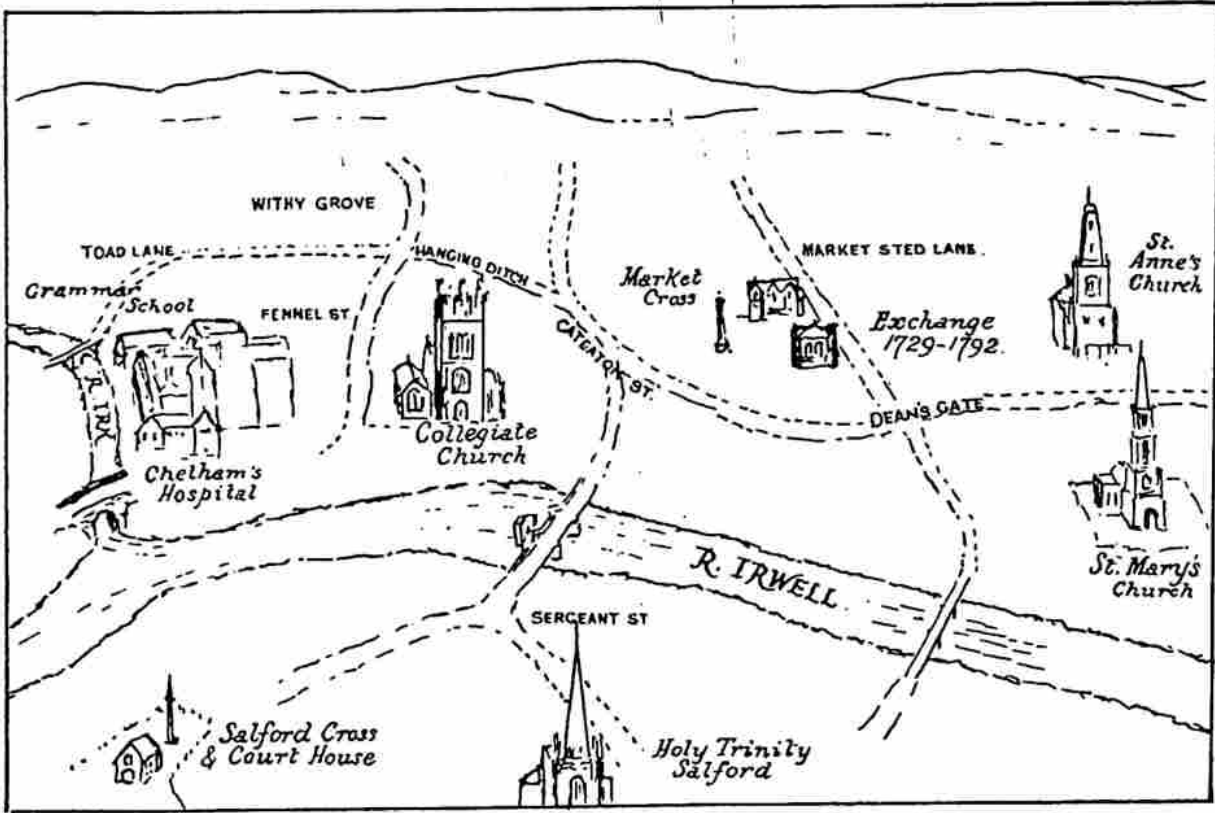 WITHY GROVE
TOAD LANE
HANGING DITCH
MARKET STED LANE.
St.
Anne's
Church
Grammar
School
FENNEL ST.
Market
Cross
CATEATON ST.
Exchange
1729-1792.
R. IRK
DEAN'S GATE
Collegiate
Church
Chelham's
Hospital
R. IRWELL
St. Mary's
Church
SERGEANT ST
Salford Cross
& Court House
Holy Trinity
Salford